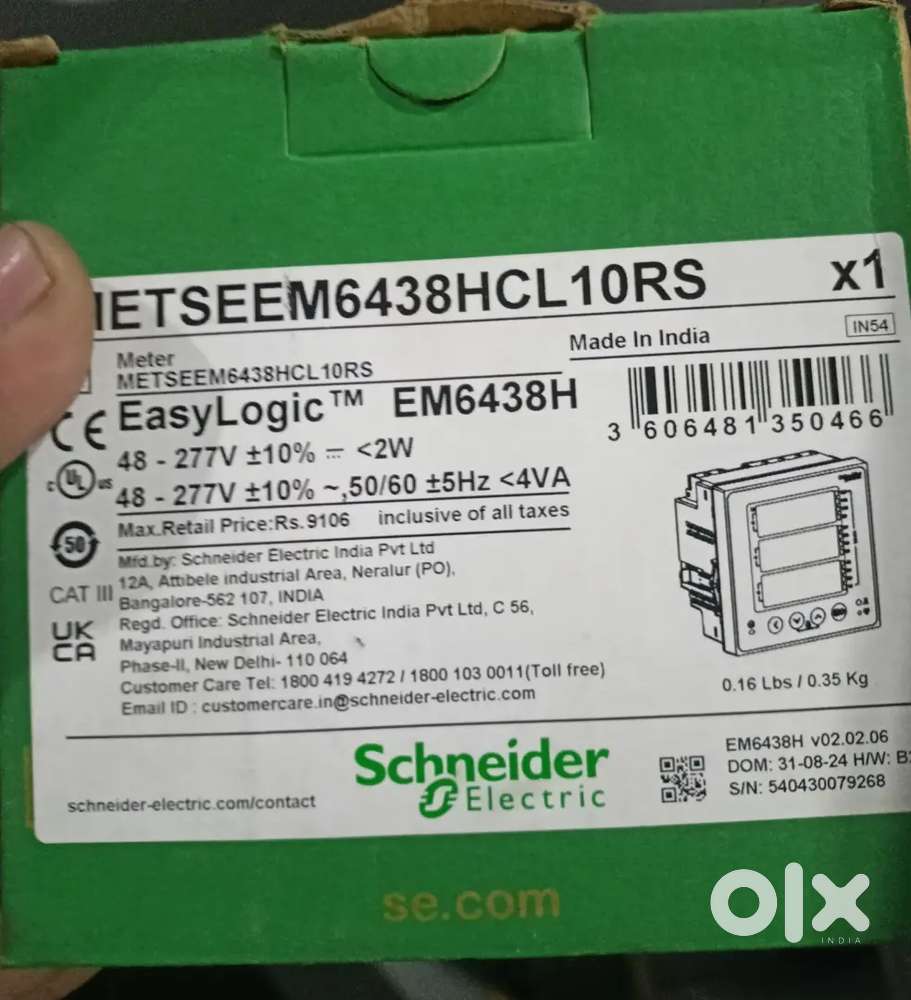 METSEEM6438HCL10RS x1
Meter
METSEEM6438HCL10RS
Made In India
IN54
EasyLogic™ EM6438H
3 606481 350466
CE
c UL us
48 - 277V ±10% ⎓ <2W
48 - 277V ±10% ~,50/60 ±5Hz <4VA
Max.Retail Price:Rs.9106 inclusive of all taxes
50
Mfd.by: Schneider Electric India Pvt Ltd
12A, Attibele industrial Area, Neralur (PO),
CAT III
Bangalore-562 107, INDIA
Regd. Office: Schneider Electric India Pvt Ltd, C 56,
UK
CA
Mayapuri Industrial Area,
Phase-II, New Delhi- 110 064
Customer Care Tel: 1800 419 4272 / 1800 103 0011(Toll free)
Email ID : customercare.in@schneider-electric.com
0.16 Lbs / 0.35 Kg
Schneider
Electric
EM6438H v02.02.06
DOM: 31-08-24 H/W:
S/N: 540430079268
schneider-electric.com/contact
se.com
olx
INDIA